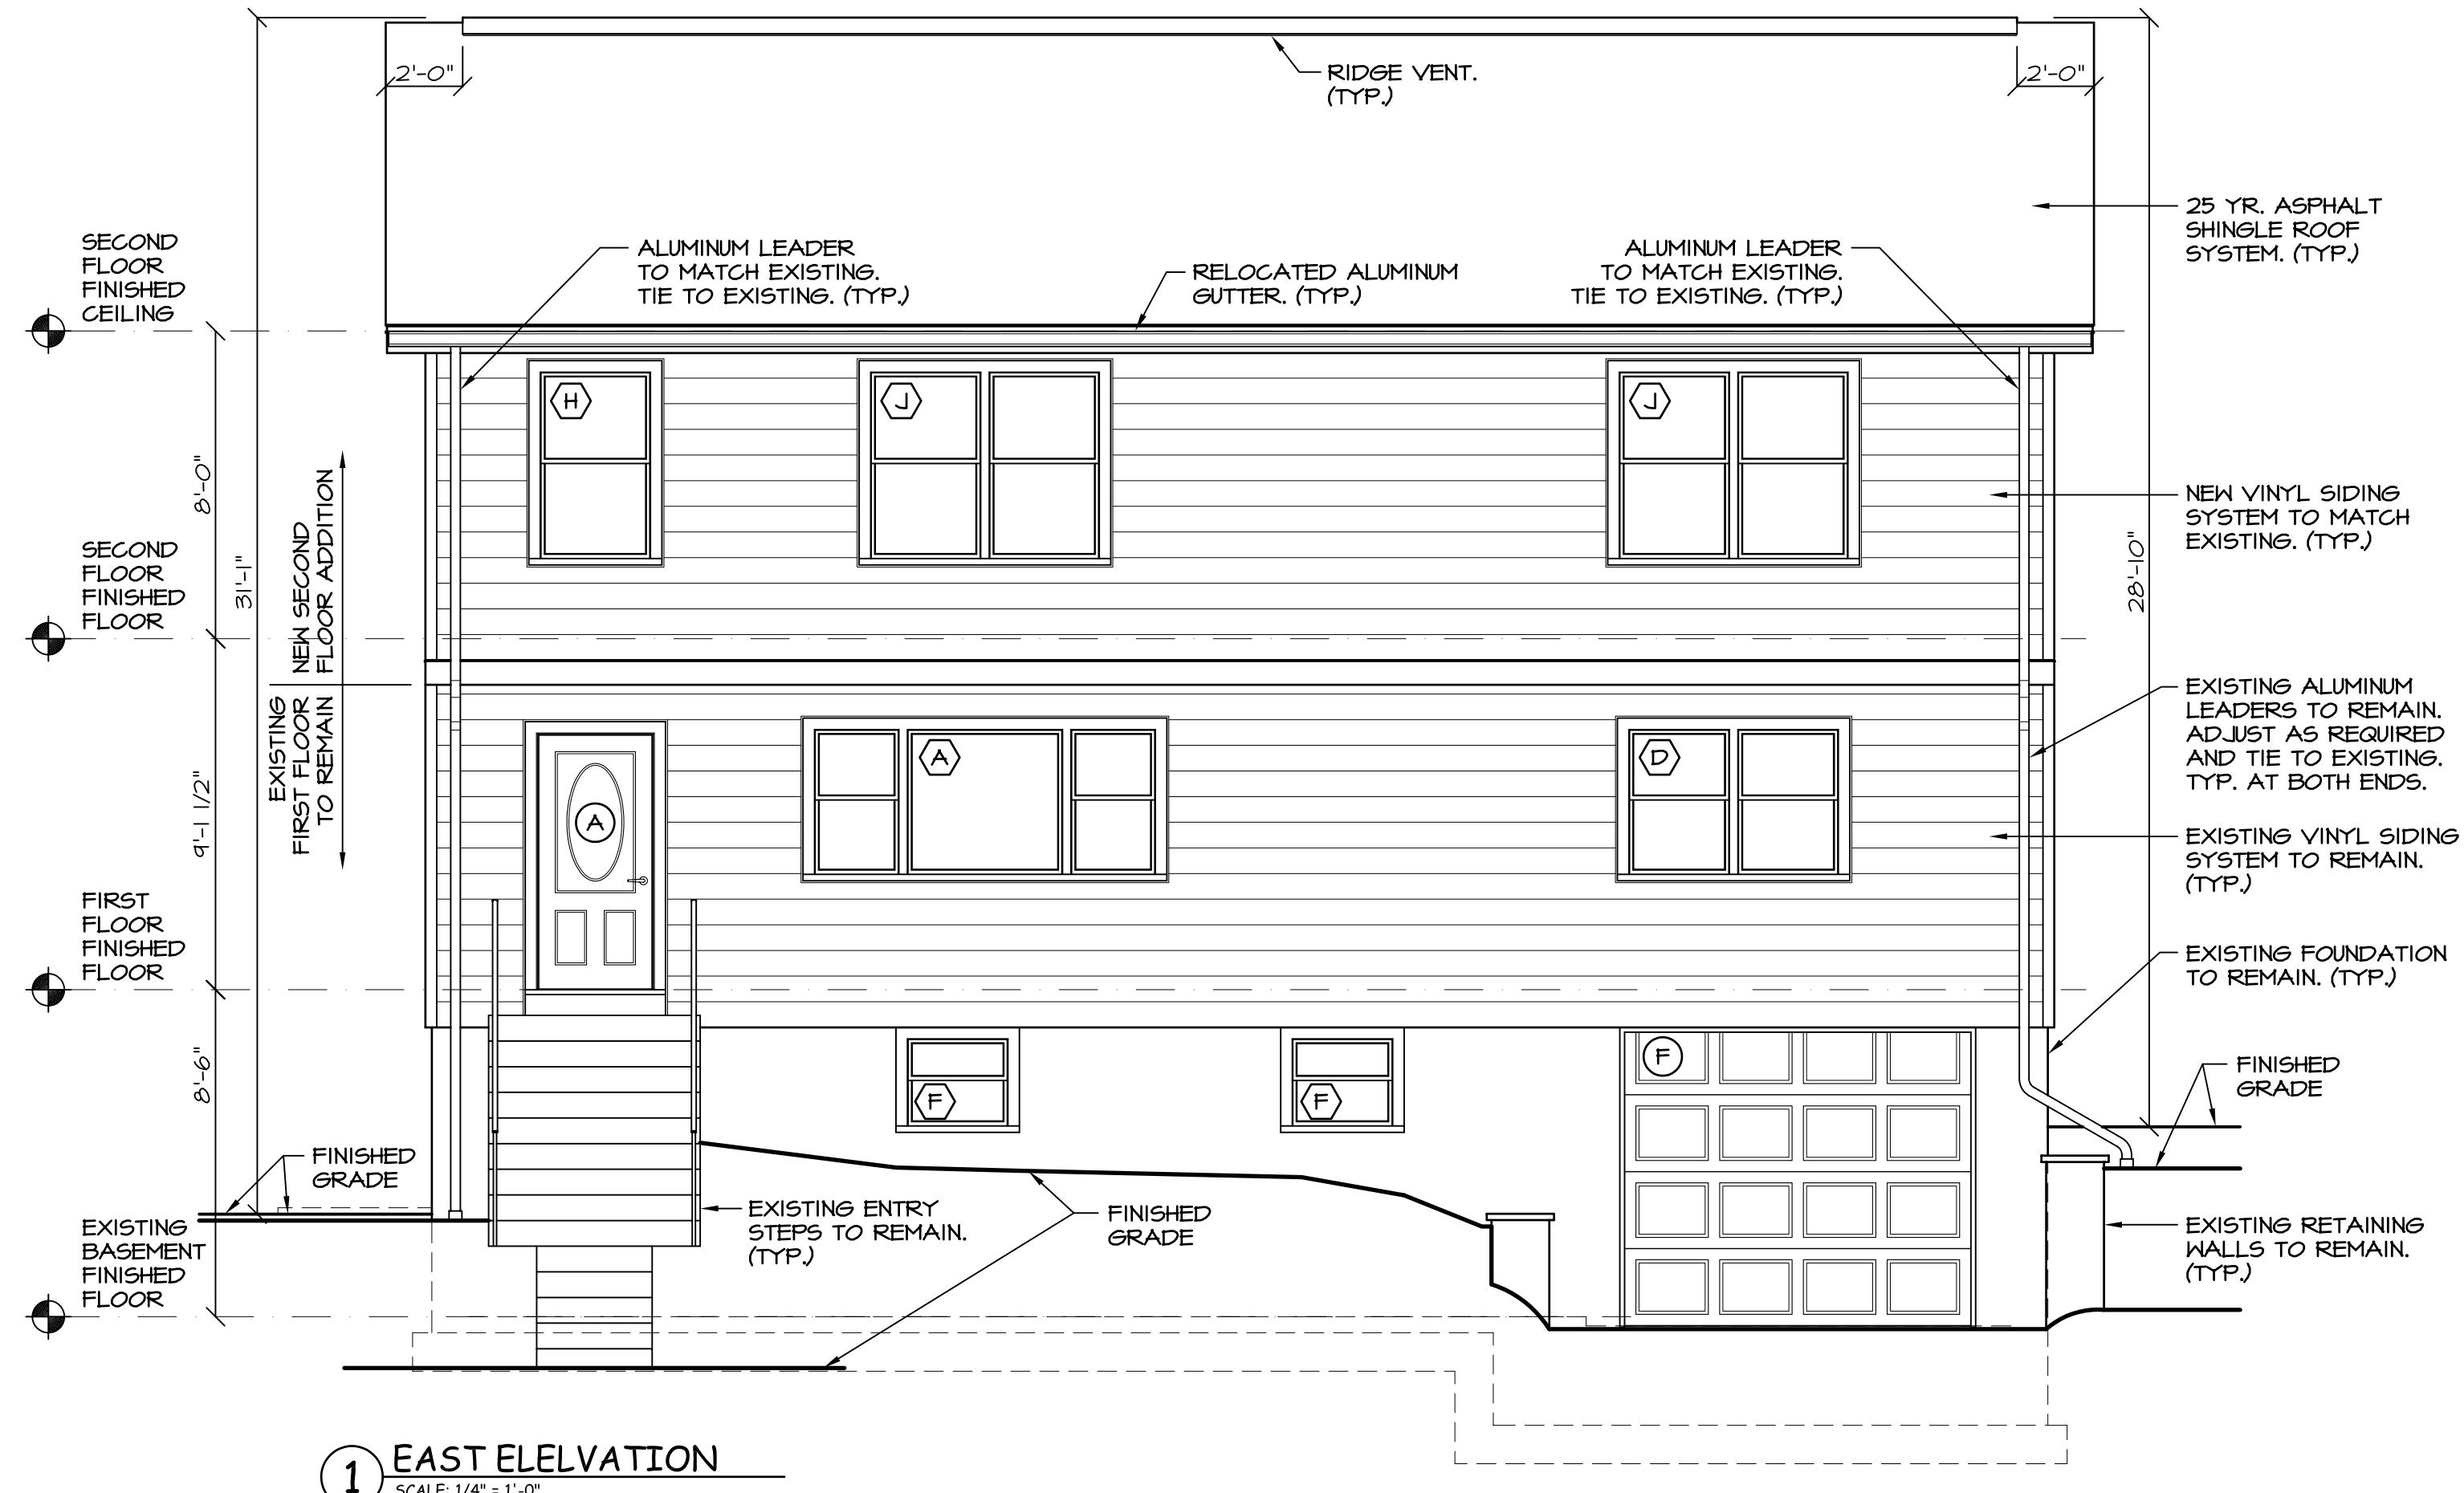 2'-0"
2'-0"
RIDGE VENT.
(TYP.)
25 YR. ASPHALT
SHINGLE ROOF
SYSTEM. (TYP.)
SECOND
FLOOR
FINISHED
CEILING
ALUMINUM LEADER
TO MATCH EXISTING.
TIE TO EXISTING. (TYP.)
RELOCATED ALUMINUM
GUTTER. (TYP.)
ALUMINUM LEADER
TO MATCH EXISTING.
TIE TO EXISTING. (TYP.)
H
J
J
8'-0"
NEW SECOND
FLOOR ADDITION
NEW VINYL SIDING
SYSTEM TO MATCH
EXISTING. (TYP.)
SECOND
FLOOR
FINISHED
FLOOR
31'-1"
28'-10"
EXISTING
FIRST FLOOR
TO REMAIN
EXISTING ALUMINUM
LEADERS TO REMAIN.
ADJUST AS REQUIRED
AND TIE TO EXISTING.
TYP. AT BOTH ENDS.
A
D
A
9'-1 1/2"
EXISTING VINYL SIDING
SYSTEM TO REMAIN.
(TYP.)
FIRST
FLOOR
FINISHED
FLOOR
EXISTING FOUNDATION
TO REMAIN. (TYP.)
8'-6"
F
F
F
FINISHED
GRADE
FINISHED
GRADE
EXISTING ENTRY
STEPS TO REMAIN.
(TYP.)
FINISHED
GRADE
EXISTING RETAINING
WALLS TO REMAIN.
(TYP.)
EXISTING
BASEMENT
FINISHED
FLOOR
1
EAST ELELVATION
SCALE: 1/4" = 1'-0"